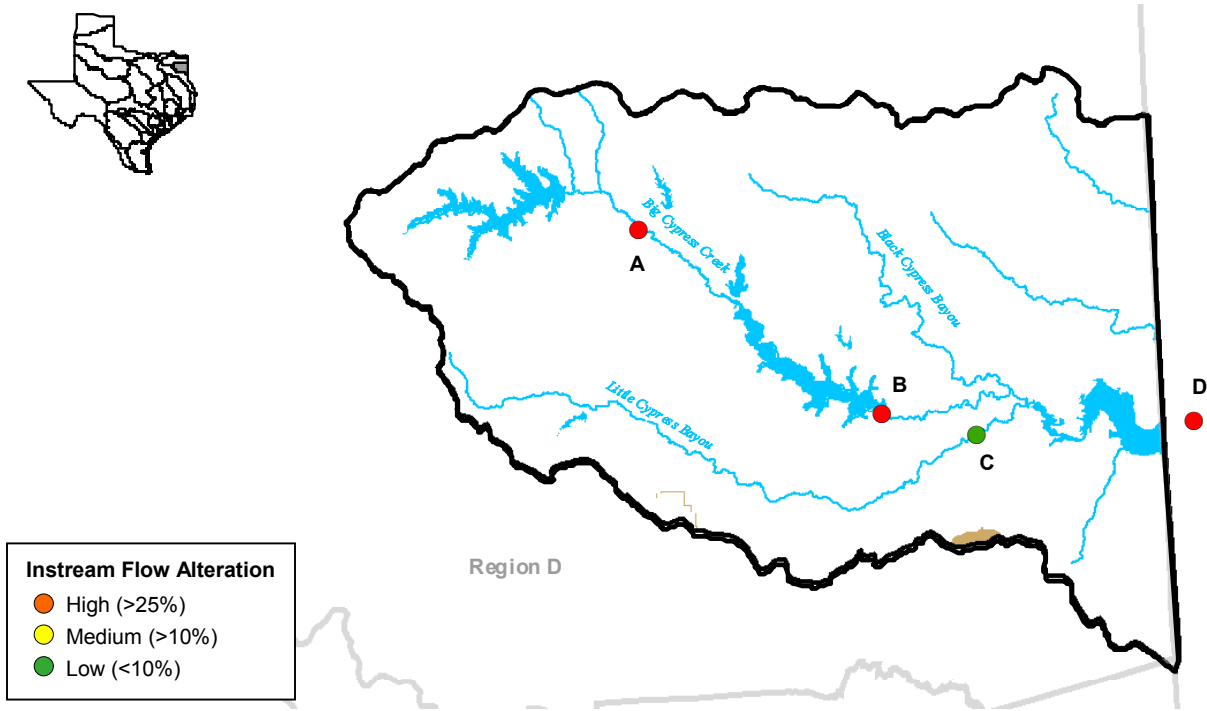 Big Cypress Creek
Black Cypress Bayou
A
B
D
Little Cypress Bayou
C
Region D
Instream Flow Alteration
High (>25%)
Medium (>10%)
Low (<10%)